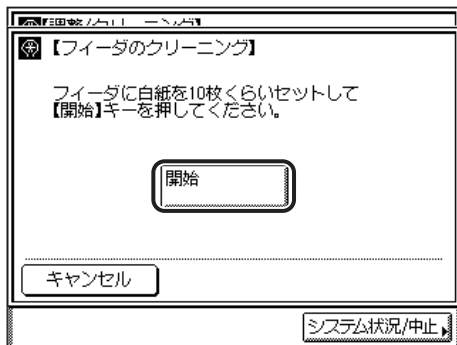 【フィーダのクリーニング】
フィーダに白紙を10枚くらいセットして
【開始】キーを押してください。
開始
キャンセル
システム状況/中止